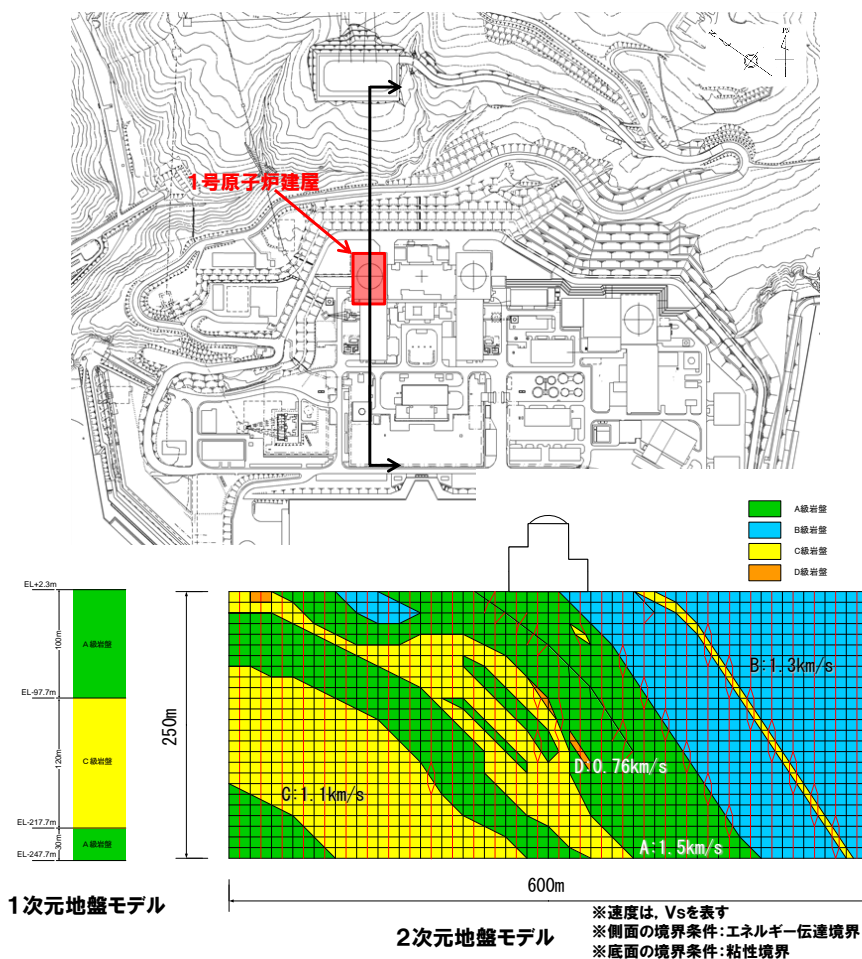 1号原子炉建屋
A級岩盤
B級岩盤
C級岩盤
D級岩盤
EL+2.3m
100m
A級岩盤
EL-97.7m
120m
C級岩盤
EL-217.7m
30m
A級岩盤
EL-247.7m
1次元地盤モデル
250m
B:1.3km/s
D:0.76km/s
C:1.1km/s
A:1.5km/s
600m
2次元地盤モデル
※速度は，Vsを表す
※側面の境界条件：エネルギー伝達境界
※底面の境界条件：粘性境界